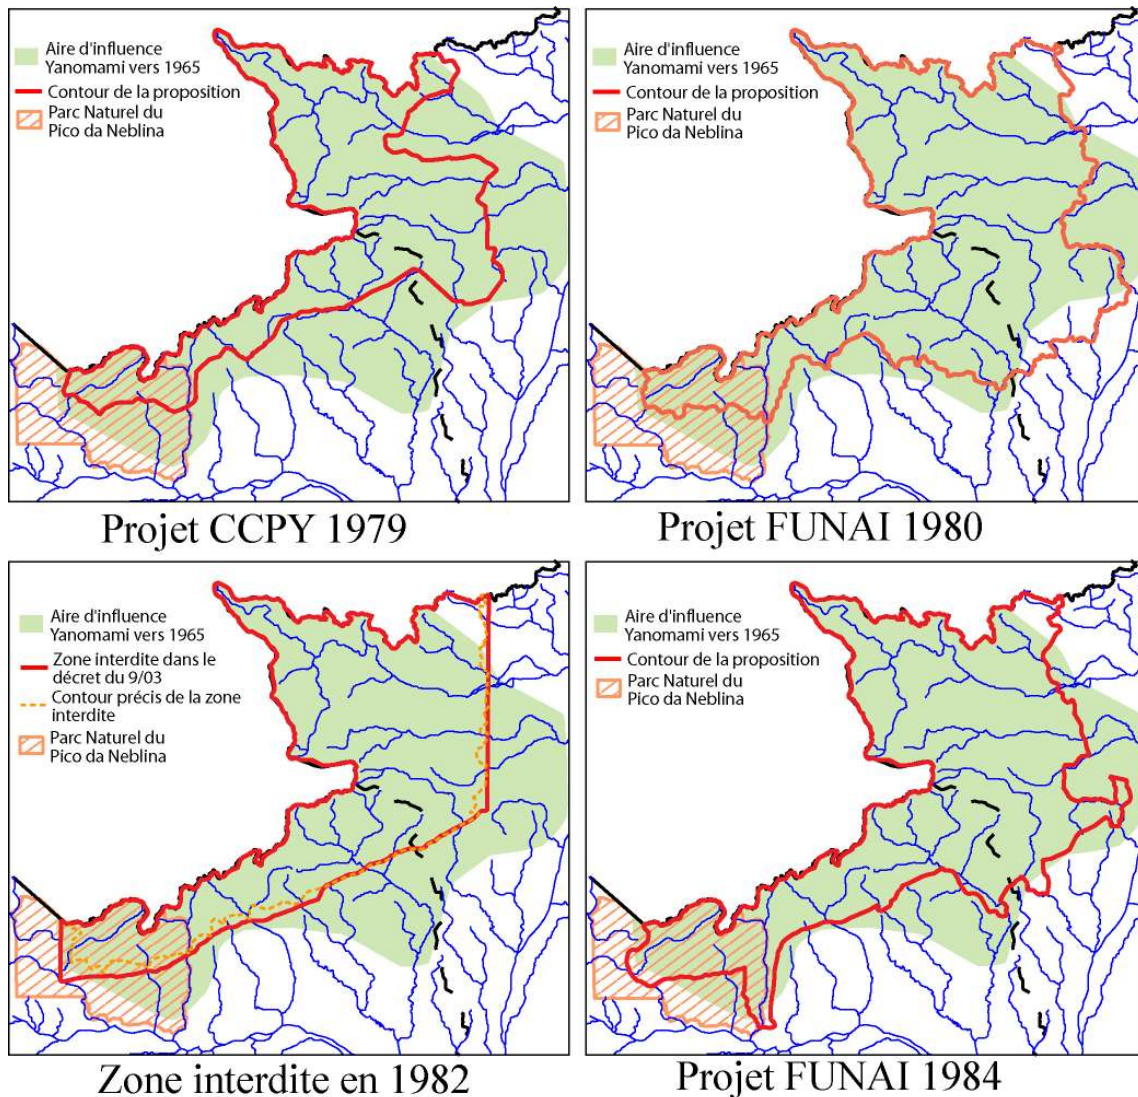 Aire d'influence
Yanomami vers 1965
Contour de la proposition
Parc Naturel du
Pico da Neblina
Projet CCPY 1979
Aire d'influence
Yanomami vers 1965
Contour de la proposition
Parc Naturel du
Pico da Neblina
Projet FUNAI 1980
Aire d'influence
Yanomami vers 1965
Zone interdite dans le
décret du 9/03
Contour précis de la zone
interdite
Parc Naturel du
Pico da Neblina
Zone interdite en 1982
Aire d'influence
Yanomami vers 1965
Contour de la proposition
Parc Naturel du
Pico da Neblina
Projet FUNAI 1984